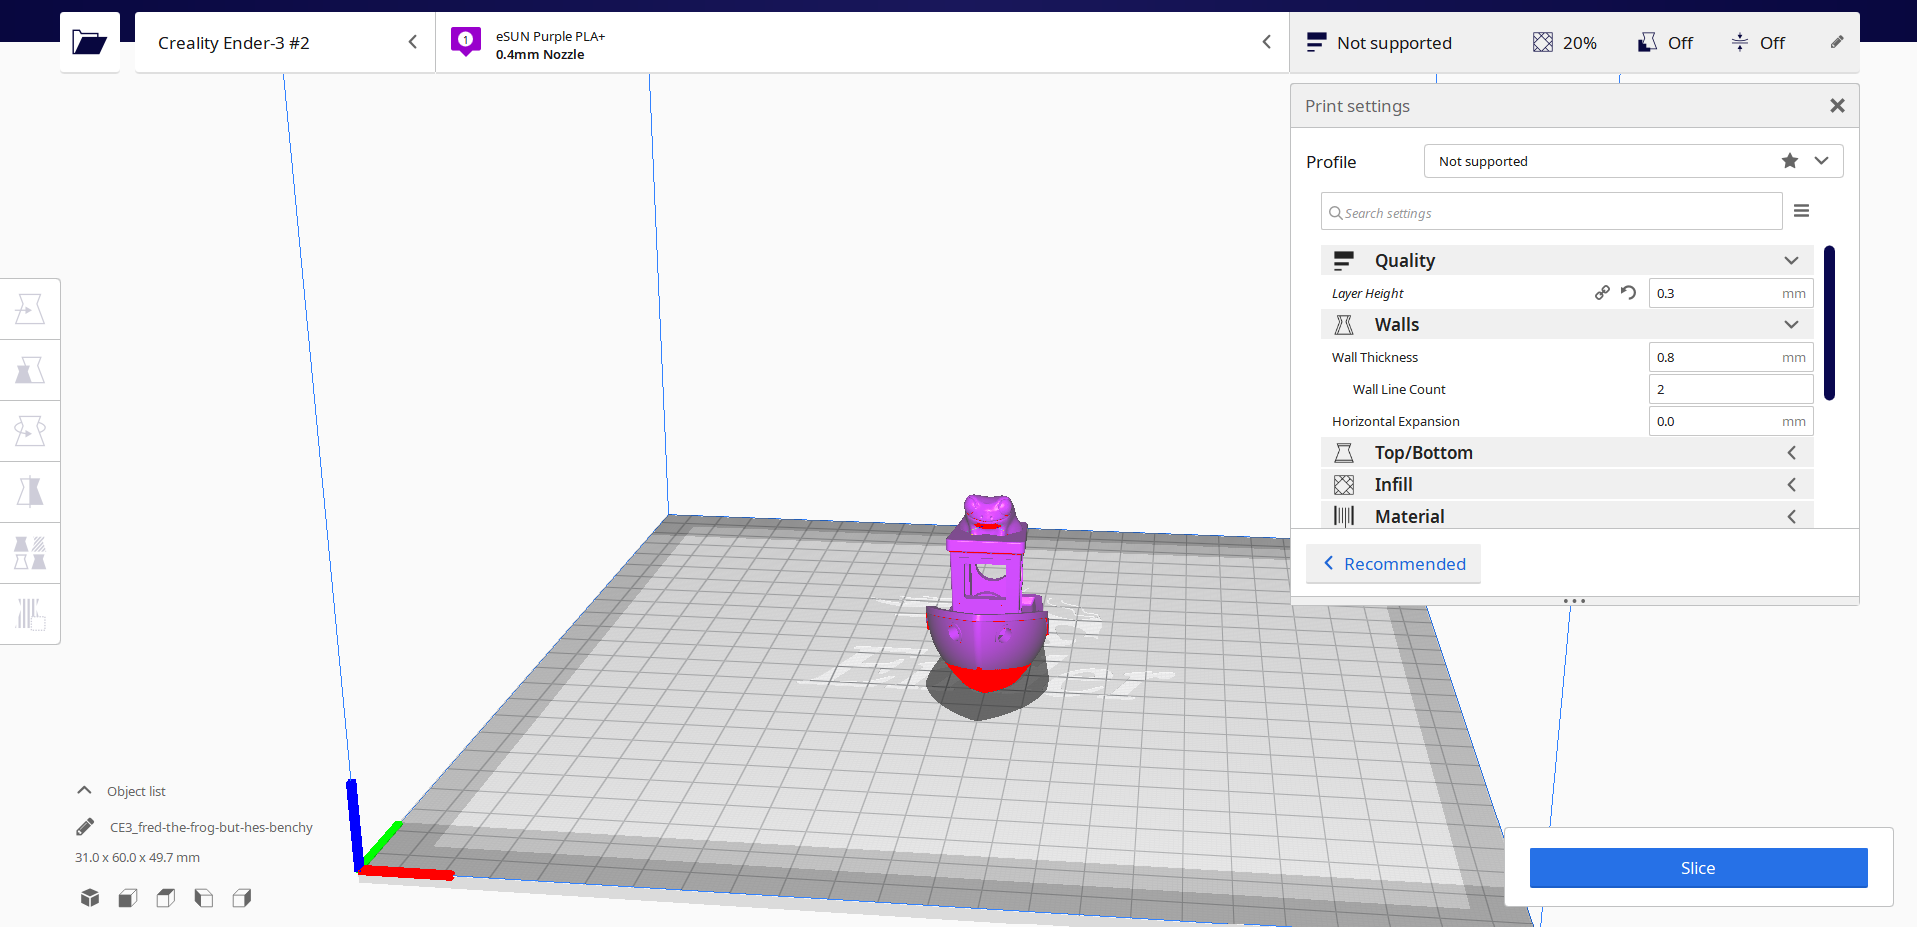 Creality Ender-3 #2
1
eSUN Purple PLA+
0.4mm Nozzle
Not supported
20%
Off
Off
Print settings
Profile
Not supported
Search settings
Quality
Layer Height
0.3 mm
Walls
Wall Thickness
0.8 mm
Wall Line Count
2
Horizontal Expansion
0.0 mm
Top/Bottom
Infill
Material
Recommended
Object list
CE3_fred-the-frog-but-hes-benchy
31.0 x 60.0 x 49.7 mm
Slice